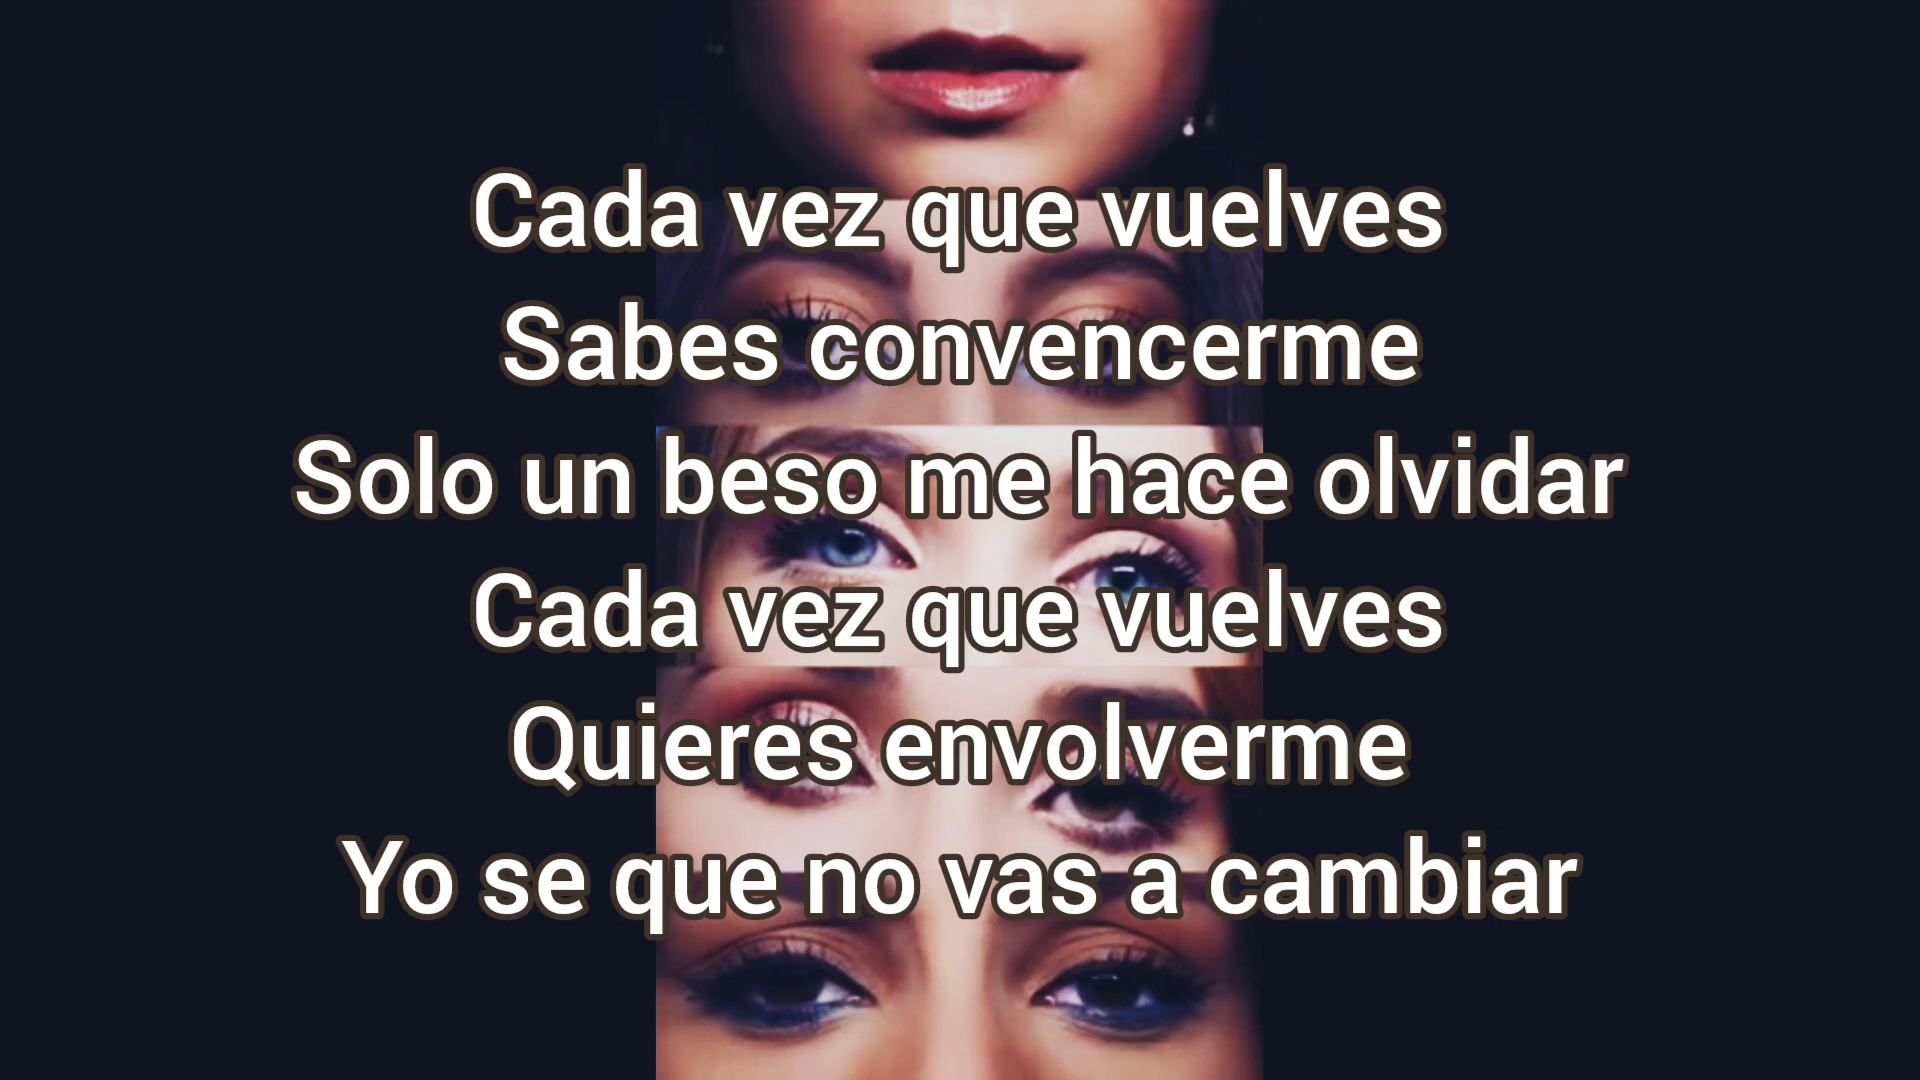 Cada vez que vuelves
Sabes convencerme
Solo un beso me hace olvidar
Cada vez que vuelves
Quieres envolverme
Yo se que no vas a cambiar